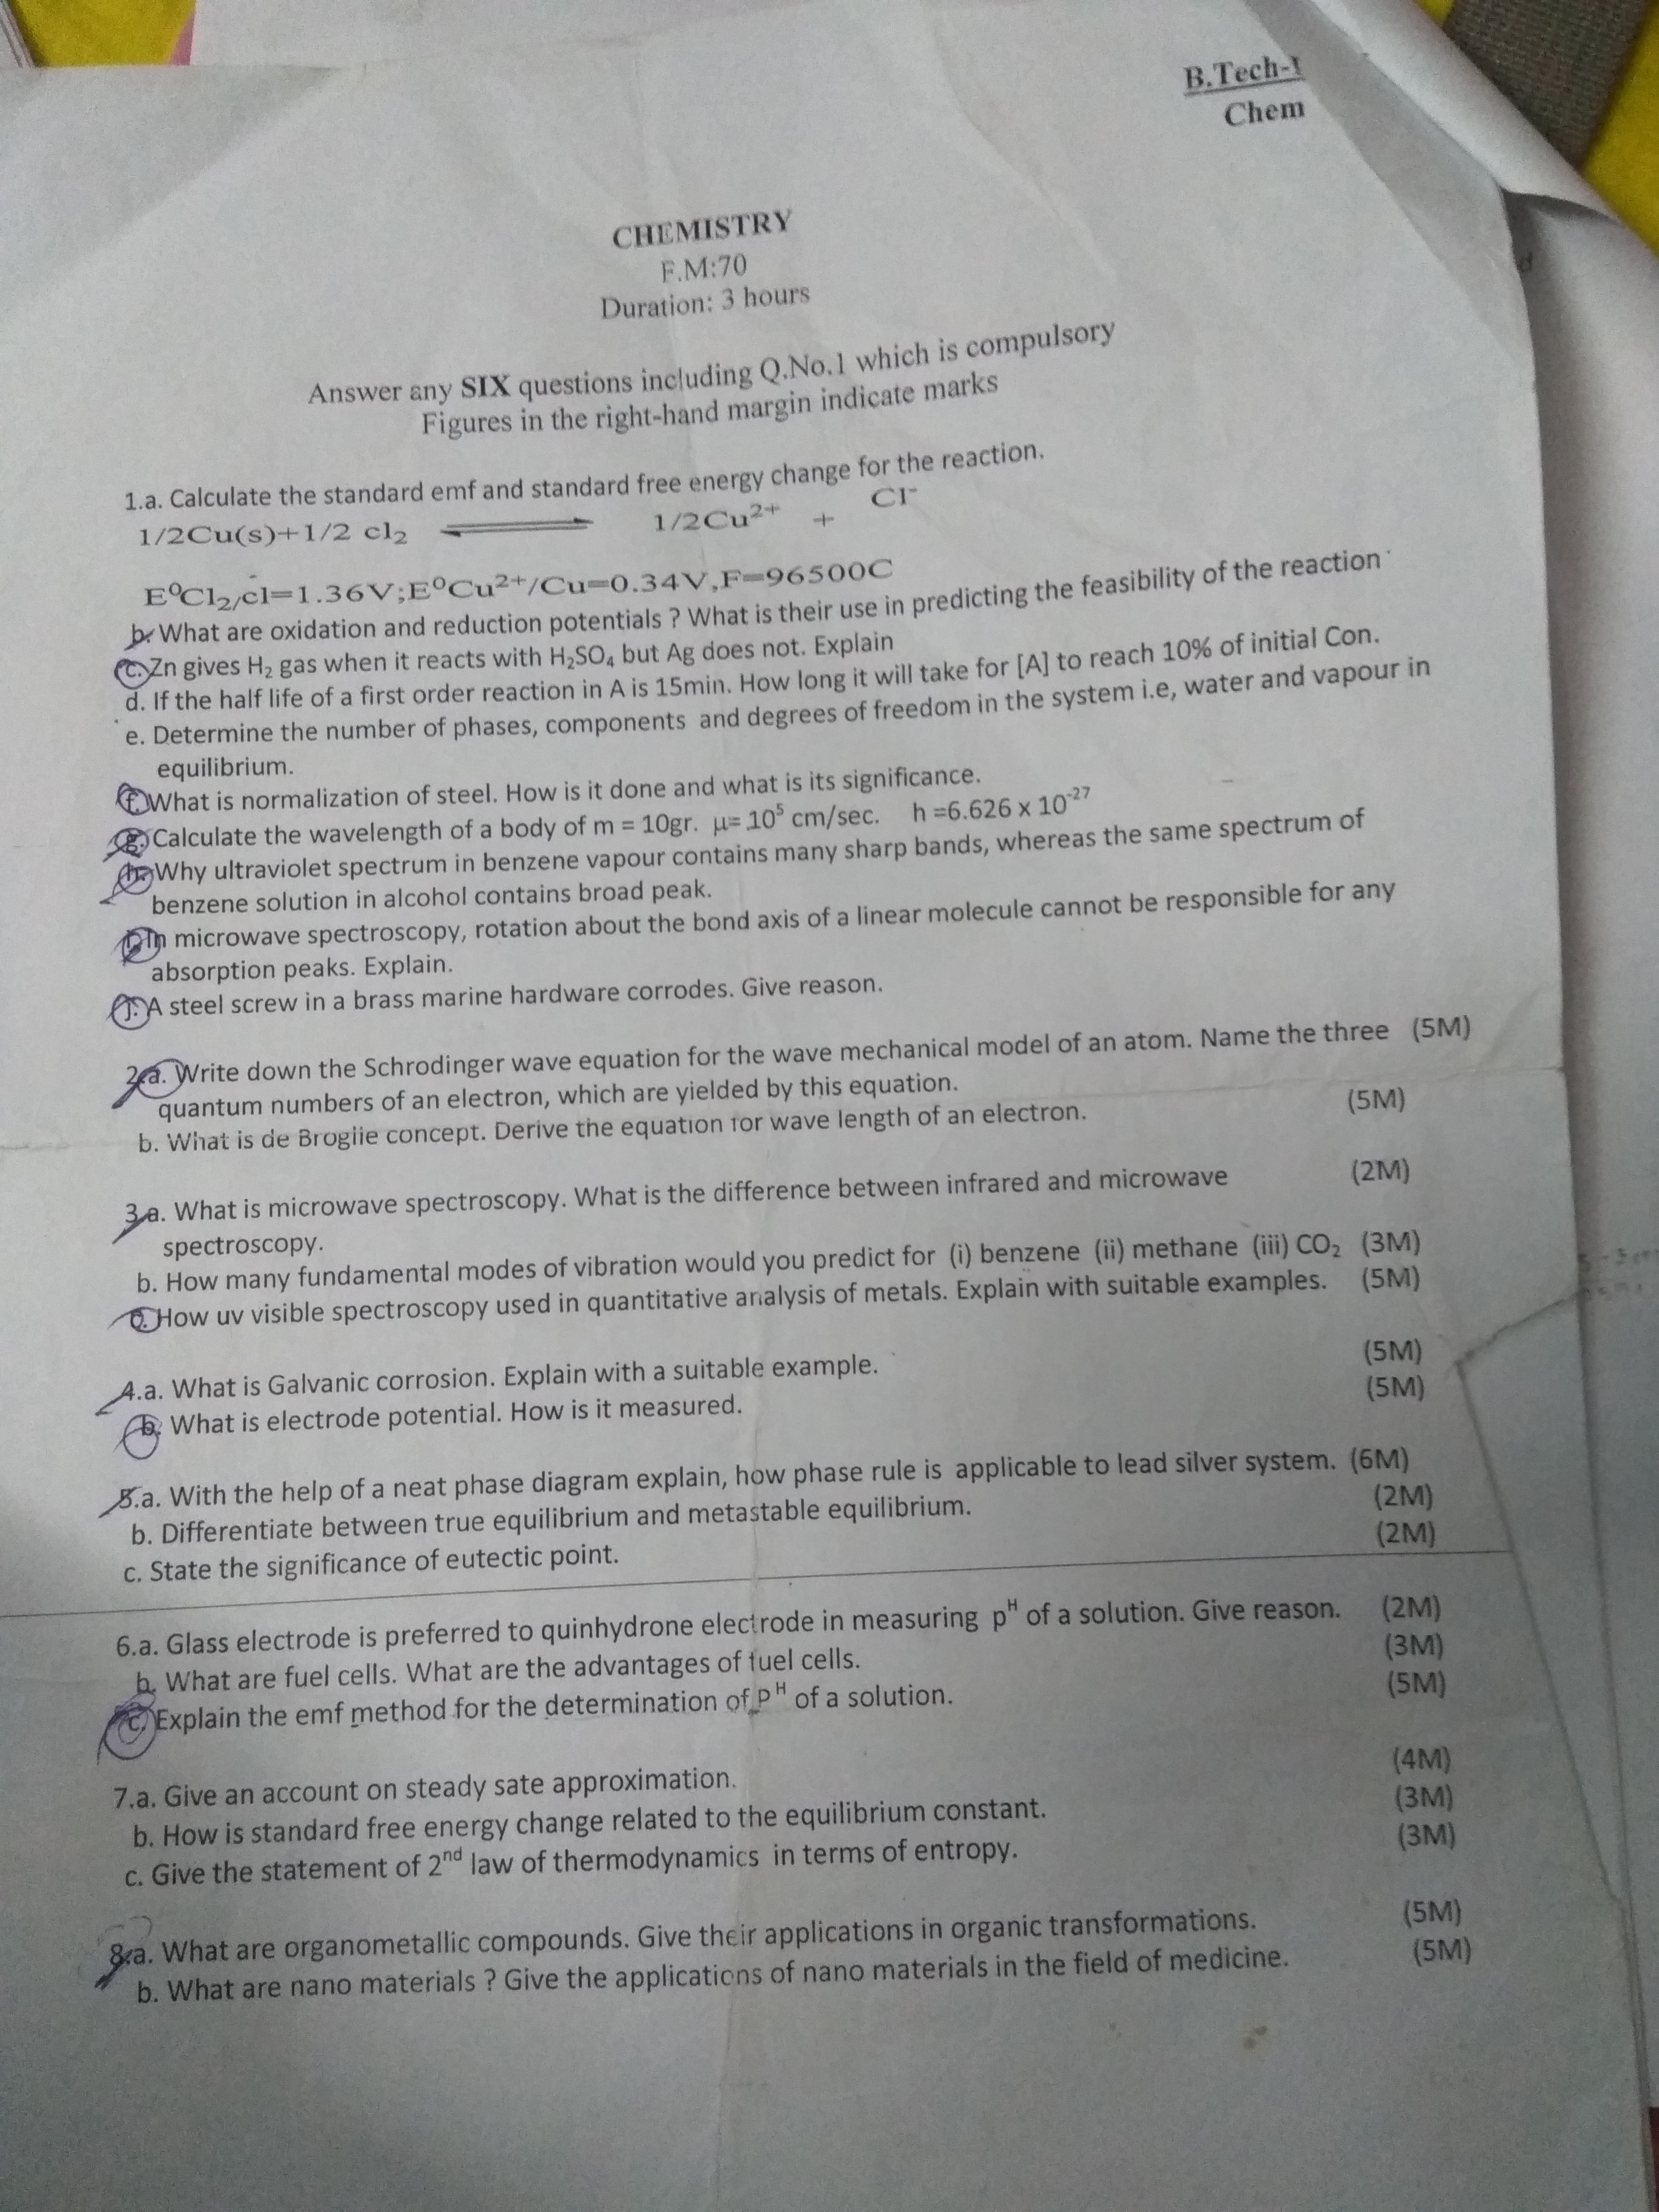 B.Tech-I
Chem
CHEMISTRY
F.M:70
Duration: 3 hours
Answer any SIX questions including Q.No.1 which is compulsory
Figures in the right-hand margin indicate marks
1.a. Calculate the standard emf and standard free energy change for the reaction.
1/2Cu(s)+1/2 cl₂ ⇌ 1/2Cu²⁺ + Cl⁻
E⁰Cl₂/cl⁻=1.36V;E⁰Cu²⁺/Cu=0.34V,F=96500C
b. What are oxidation and reduction potentials ? What is their use in predicting the feasibility of the reaction
c. Zn gives H₂ gas when it reacts with H₂SO₄ but Ag does not. Explain
d. If the half life of a first order reaction in A is 15min. How long it will take for [A] to reach 10% of initial Con.
e. Determine the number of phases, components and degrees of freedom in the system i.e, water and vapour in
equilibrium.
f. What is normalization of steel. How is it done and what is its significance.
g. Calculate the wavelength of a body of m = 10gr. μ= 10⁵ cm/sec. h =6.626 x 10⁻²⁷
h. Why ultraviolet spectrum in benzene vapour contains many sharp bands, whereas the same spectrum of
benzene solution in alcohol contains broad peak.
i. In microwave spectroscopy, rotation about the bond axis of a linear molecule cannot be responsible for any
absorption peaks. Explain.
j. A steel screw in a brass marine hardware corrodes. Give reason.
2.a. Write down the Schrodinger wave equation for the wave mechanical model of an atom. Name the three (5M)
quantum numbers of an electron, which are yielded by this equation.
b. What is de Broglie concept. Derive the equation for wave length of an electron. (5M)
3.a. What is microwave spectroscopy. What is the difference between infrared and microwave (2M)
spectroscopy.
b. How many fundamental modes of vibration would you predict for (i) benzene (ii) methane (iii) CO₂ (3M)
c. How uv visible spectroscopy used in quantitative analysis of metals. Explain with suitable examples. (5M)
4.a. What is Galvanic corrosion. Explain with a suitable example. (5M)
b. What is electrode potential. How is it measured. (5M)
5.a. With the help of a neat phase diagram explain, how phase rule is applicable to lead silver system. (6M)
b. Differentiate between true equilibrium and metastable equilibrium. (2M)
c. State the significance of eutectic point. (2M)
6.a. Glass electrode is preferred to quinhydrone electrode in measuring pᴴ of a solution. Give reason. (2M)
b. What are fuel cells. What are the advantages of fuel cells. (3M)
c. Explain the emf method for the determination of Pᴴ of a solution. (5M)
7.a. Give an account on steady sate approximation. (4M)
b. How is standard free energy change related to the equilibrium constant. (3M)
c. Give the statement of 2ⁿᵈ law of thermodynamics in terms of entropy. (3M)
8.a. What are organometallic compounds. Give their applications in organic transformations. (5M)
b. What are nano materials ? Give the applications of nano materials in the field of medicine. (5M)